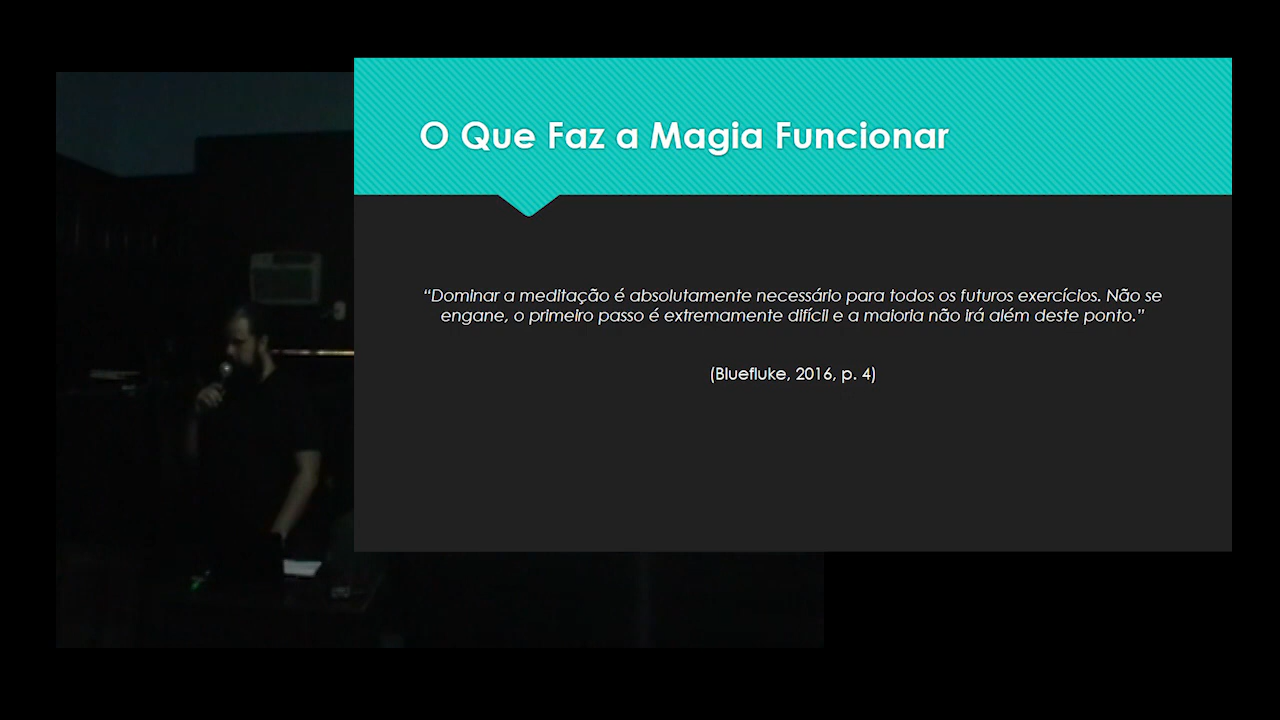 O Que Faz a Magia Funcionar
“Dominar a meditação é absolutamente necessário para todos os futuros exercícios. Não se
engane, o primeiro passo é extremamente difícil e a maioria não irá além deste ponto.”
(Bluefluke, 2016, p. 4)